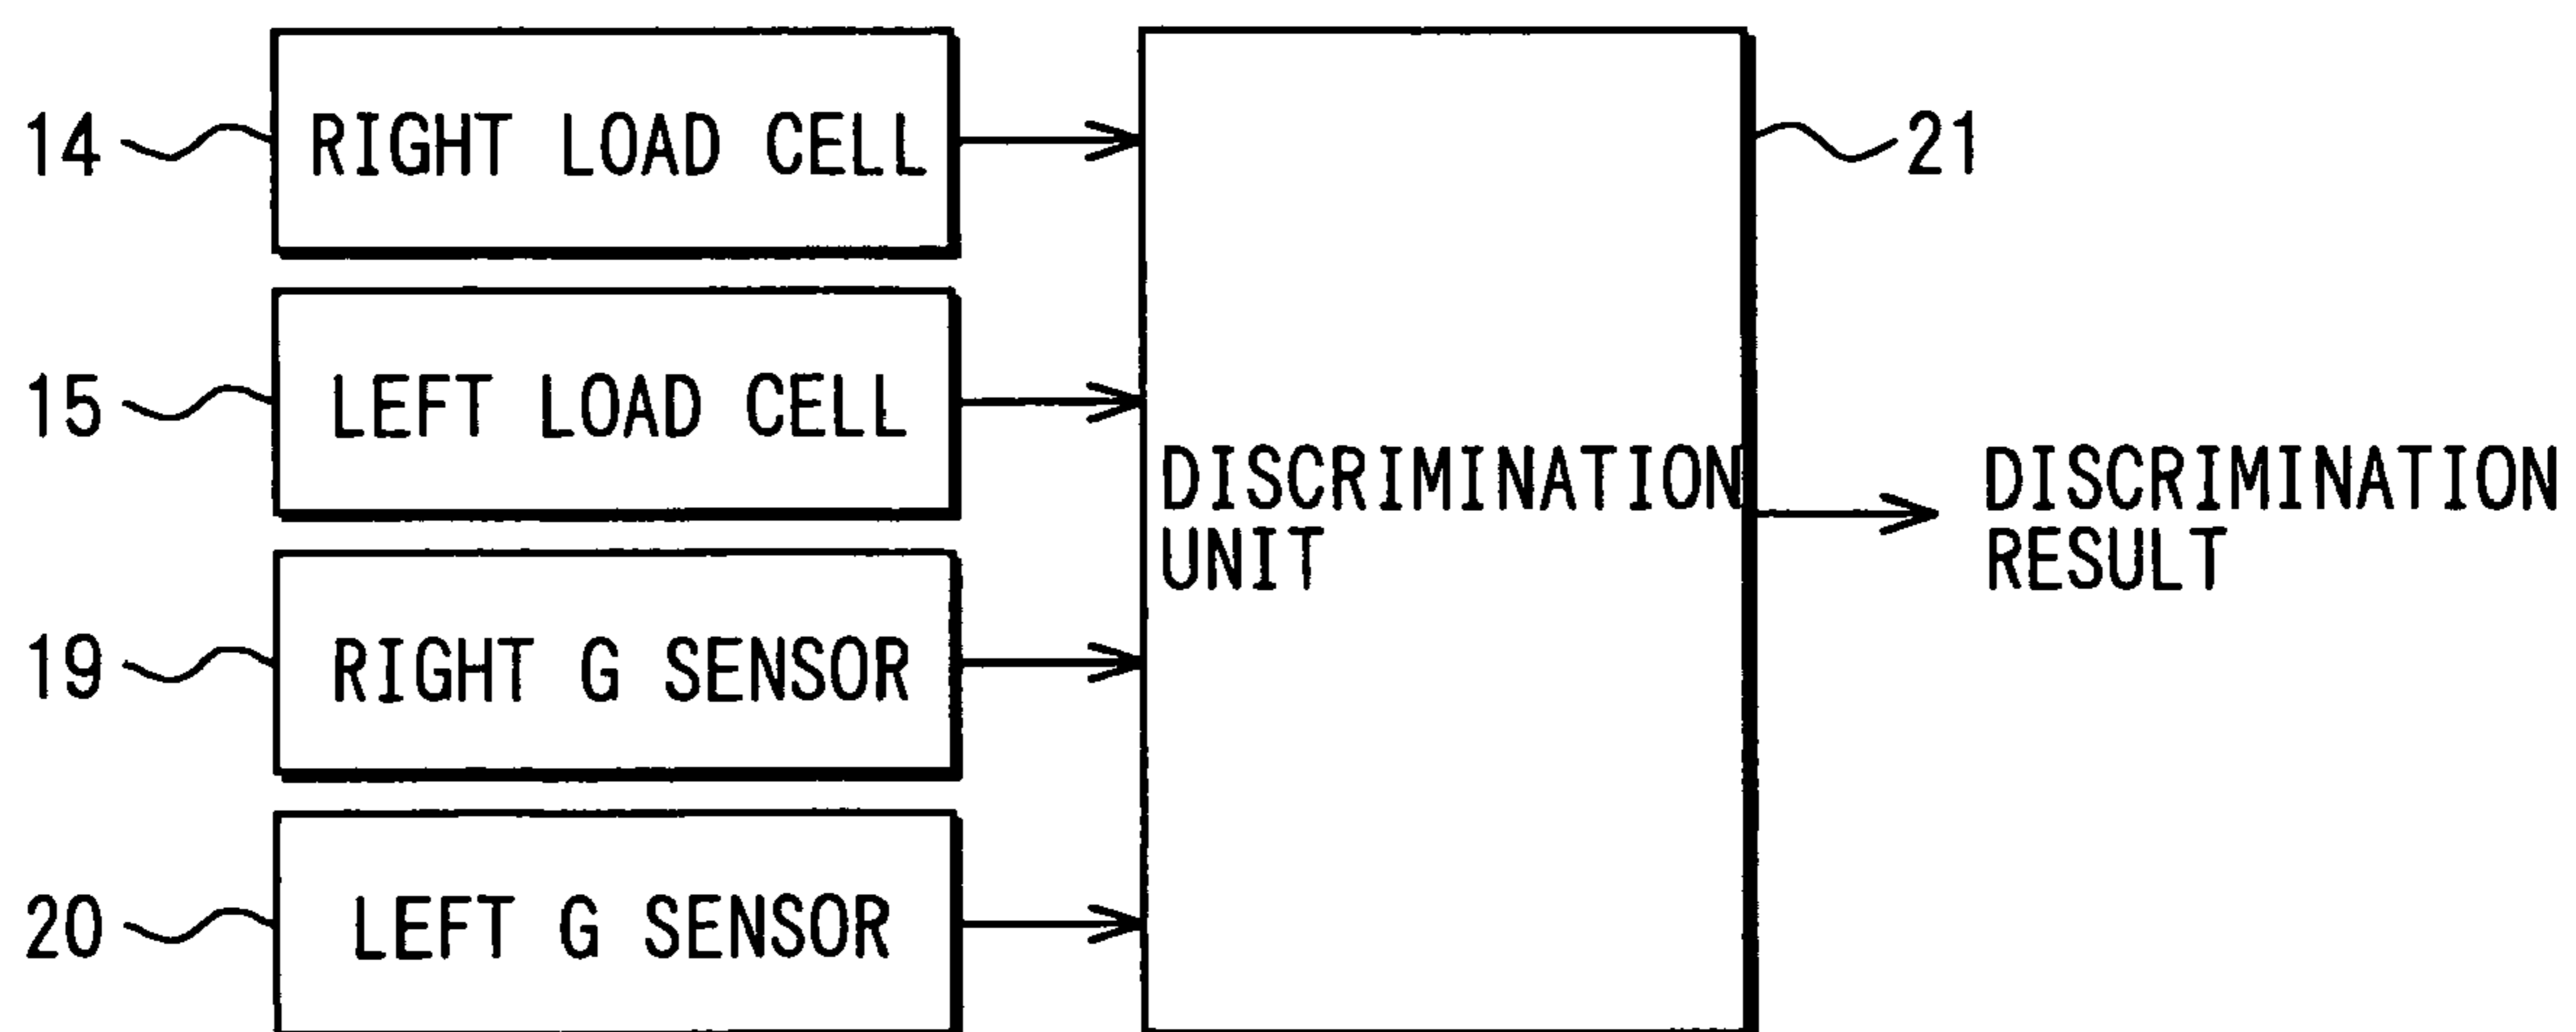 14
RIGHT LOAD CELL
21
15
LEFT LOAD CELL
DISCRIMINATION
UNIT
DISCRIMINATION
RESULT
19
RIGHT G SENSOR
20
LEFT G SENSOR